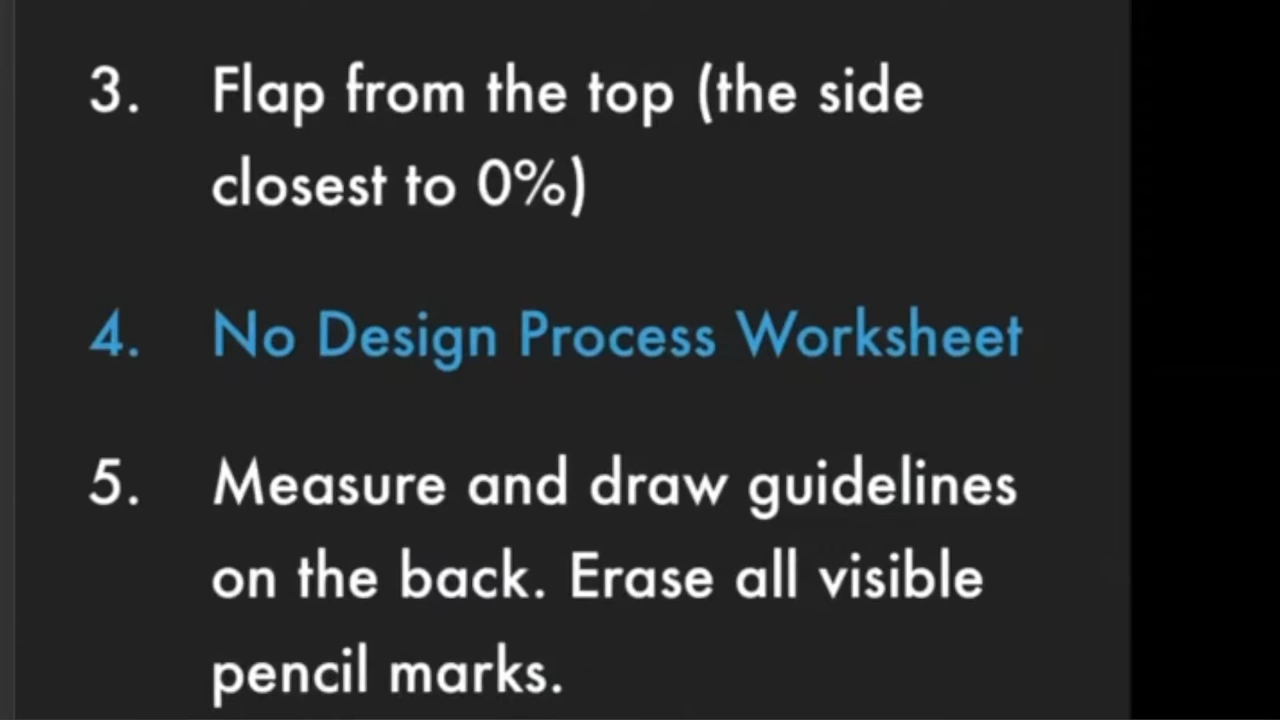 3. Flap from the top (the side
closest to 0%)
4. No Design Process Worksheet
5. Measure and draw guidelines
on the back. Erase all visible
pencil marks.